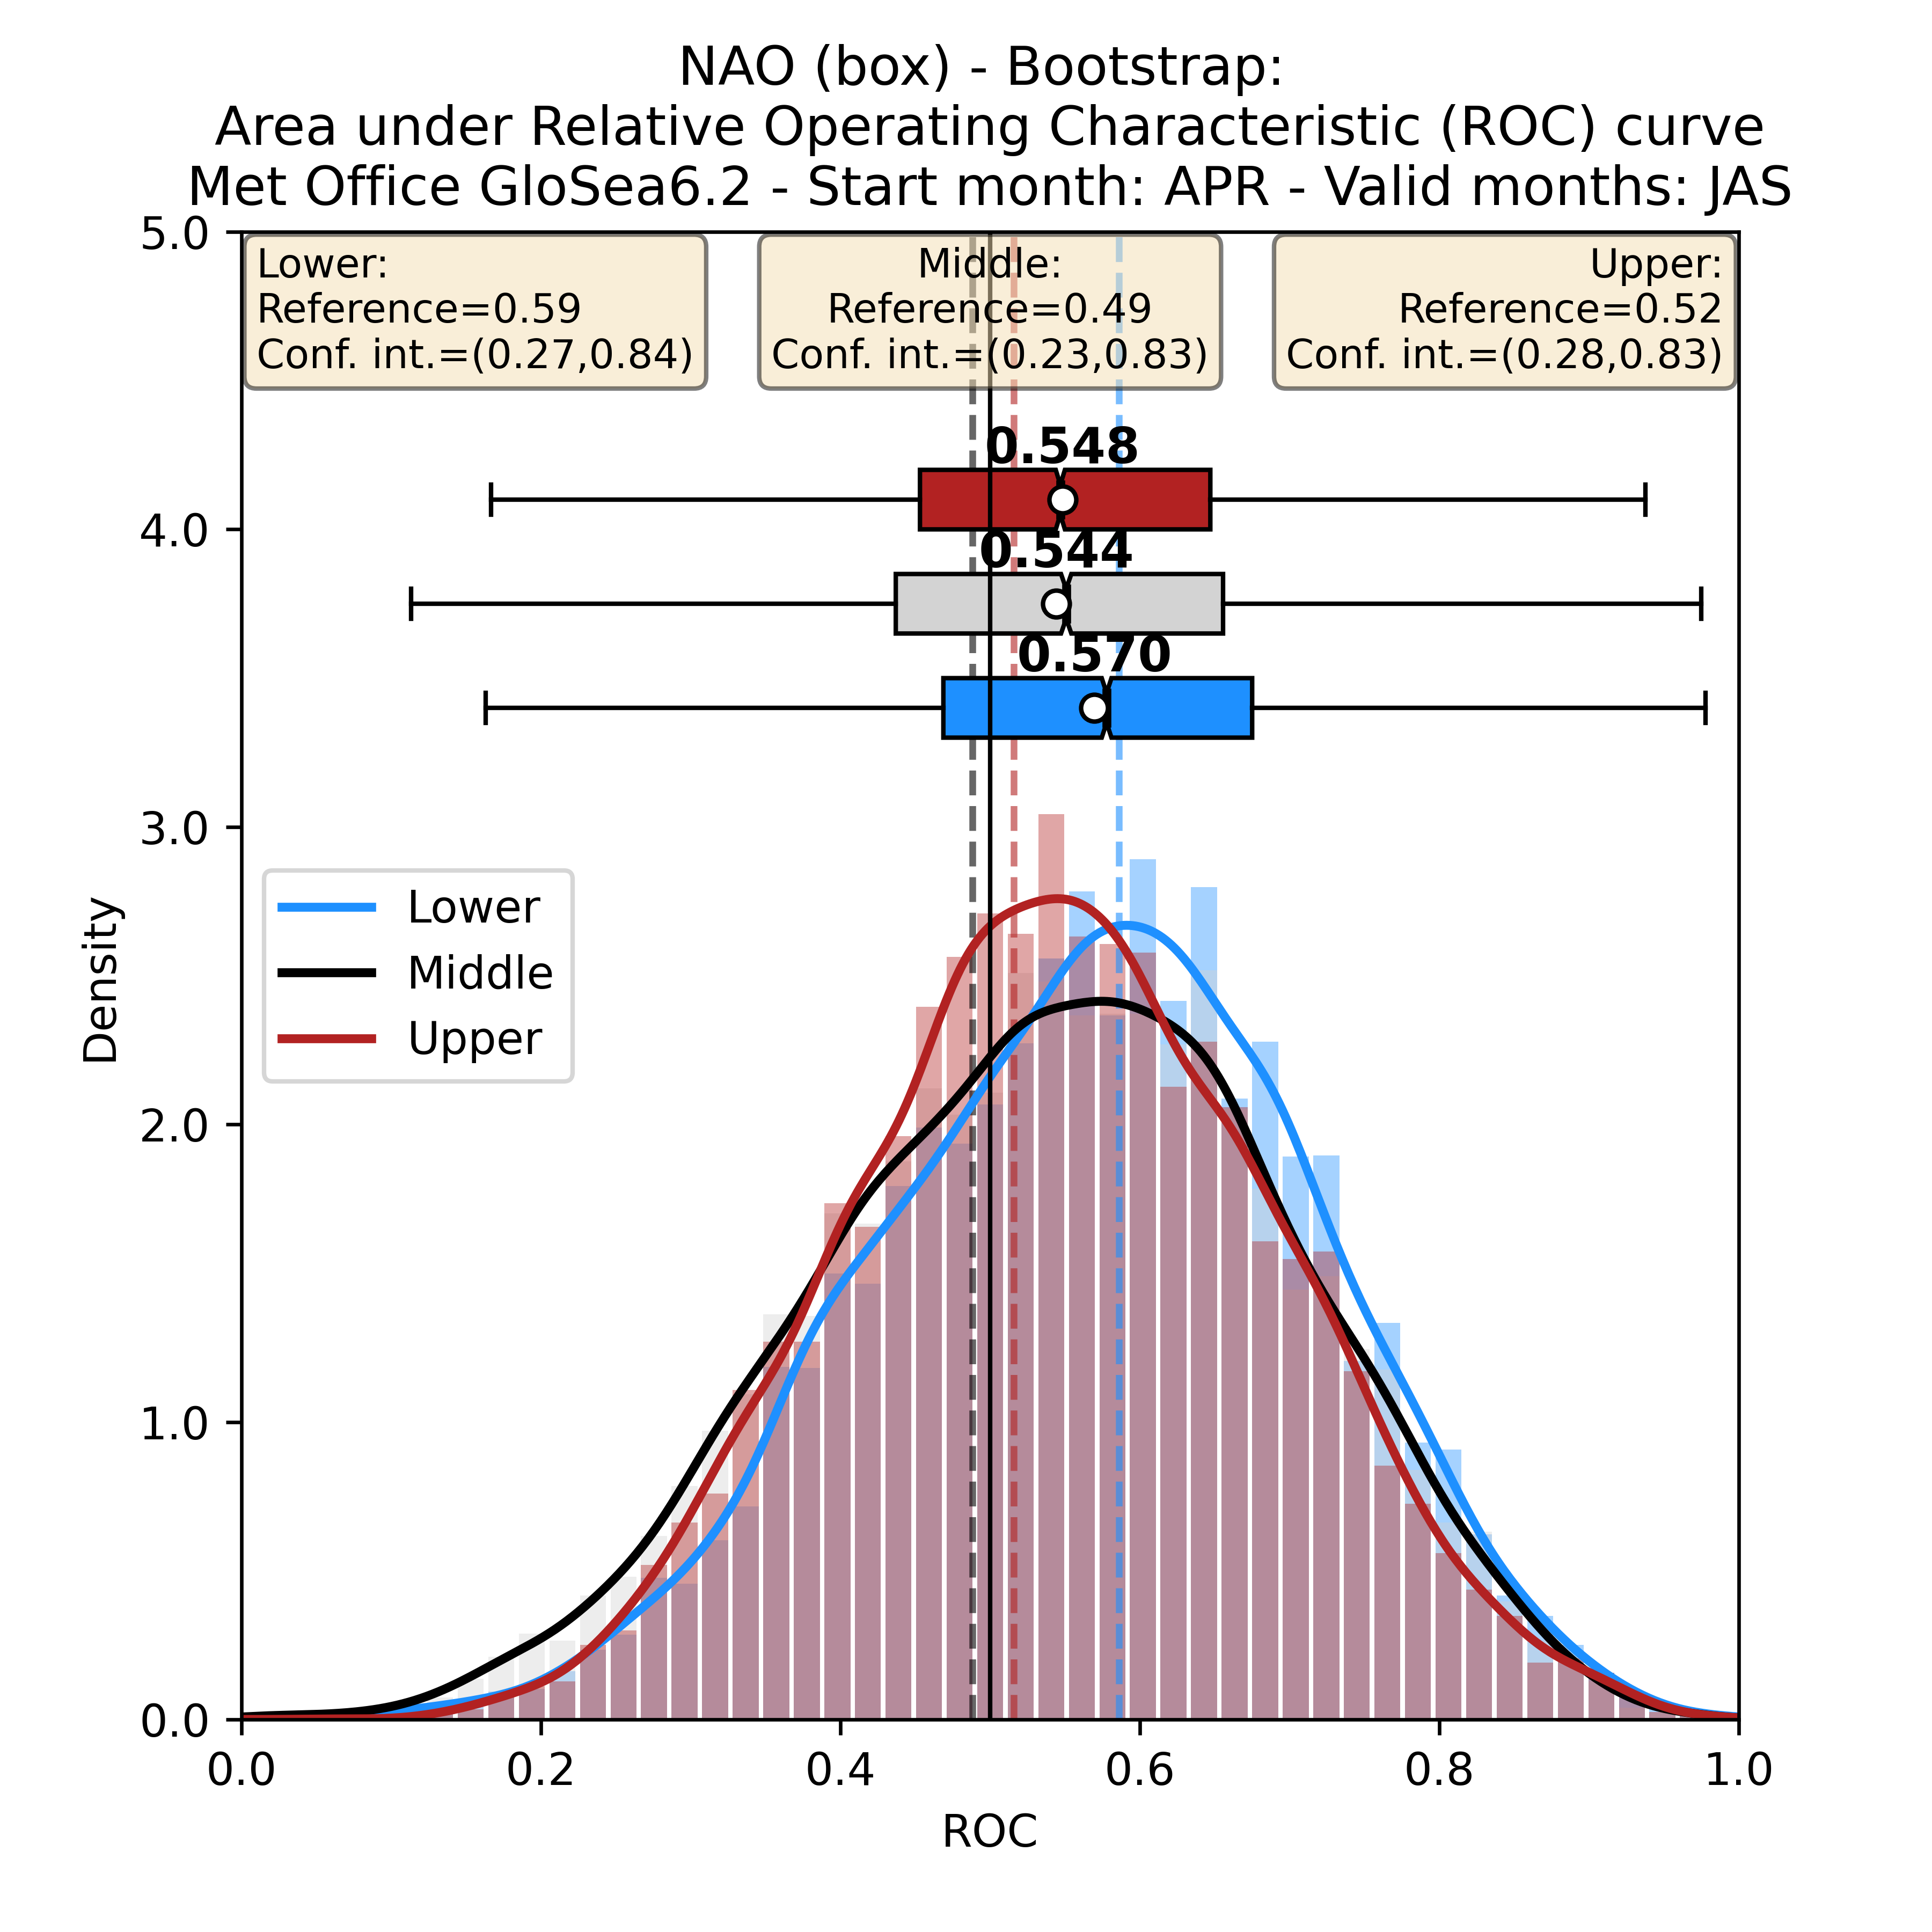 NAO (box) - Bootstrap:
Area under Relative Operating Characteristic (ROC) curve
Met Office GloSea6.2 - Start month: APR - Valid months: JAS
Lower:
Reference=0.59
Conf. int.=(0.27,0.84)
Middle:
Reference=0.49
Conf. int.=(0.23,0.83)
Upper:
Reference=0.52
Conf. int.=(0.28,0.83)
0.548
0.544
0.570
Lower
Middle
Upper
Density
5.0
4.0
3.0
2.0
1.0
0.0
0.0 0.2 0.4 0.6 0.8 1.0
ROC